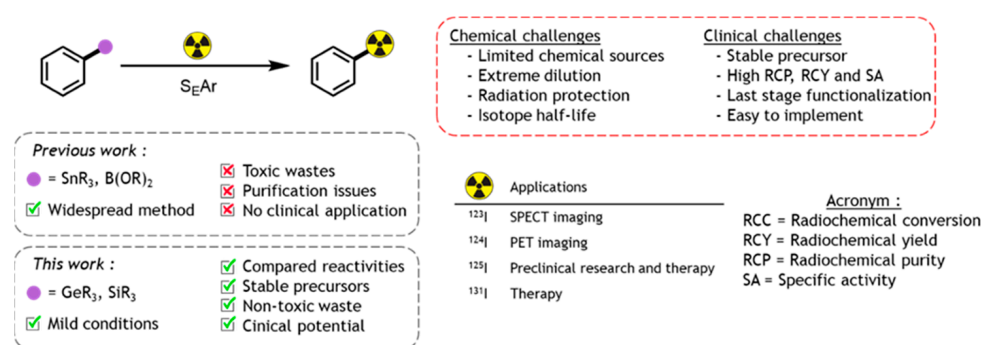 SEAr
Chemical challenges
- Limited chemical sources
- Extreme dilution
- Radiation protection
- Isotope half-life
Clinical challenges
- Stable precursor
- High RCP, RCY and SA
- Last stage functionalization
- Easy to implement
Previous work :
= SnR3, B(OR)2
Widespread method
Toxic wastes
Purification issues
No clinical application
This work :
= GeR3, SiR3
Mild conditions
Compared reactivities
Stable precursors
Non-toxic waste
Cinical potential
Applications
123I SPECT imaging
124I PET imaging
125I Preclinical research and therapy
131I Therapy
Acronym :
RCC = Radiochemical conversion
RCY = Radiochemical yield
RCP = Radiochemical purity
SA = Specific activity